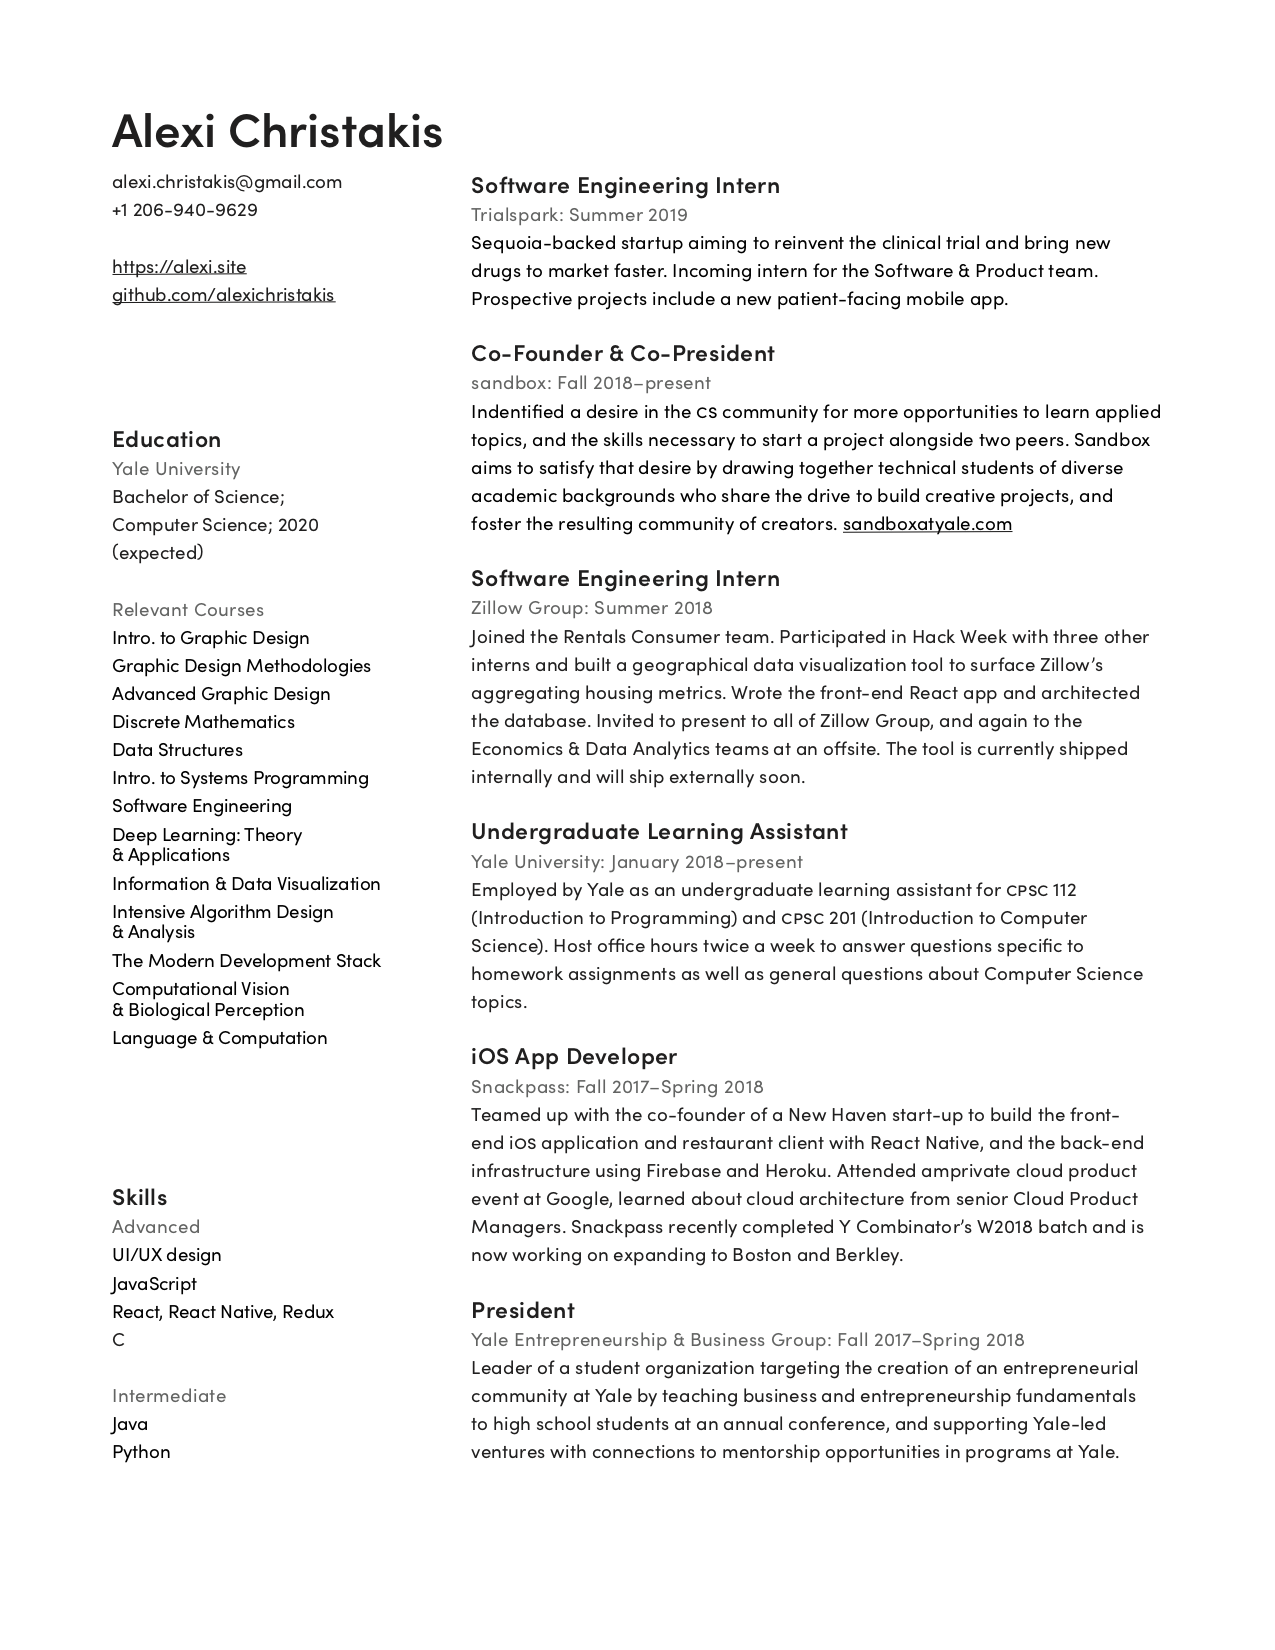 Alexi Christakis
alexi.christakis@gmail.com
+1 206-940-9629
https://alexi.site
github.com/alexichristakis
Education
Yale University
Bachelor of Science;
Computer Science; 2020
(expected)
Relevant Courses
Intro. to Graphic Design
Graphic Design Methodologies
Advanced Graphic Design
Discrete Mathematics
Data Structures
Intro. to Systems Programming
Software Engineering
Deep Learning: Theory
& Applications
Information & Data Visualization
Intensive Algorithm Design
& Analysis
The Modern Development Stack
Computational Vision
& Biological Perception
Language & Computation
Skills
Advanced
UI/UX design
JavaScript
React, React Native, Redux
C
Intermediate
Java
Python
Software Engineering Intern
Trialspark: Summer 2019
Sequoia-backed startup aiming to reinvent the clinical trial and bring new
drugs to market faster. Incoming intern for the Software & Product team.
Prospective projects include a new patient-facing mobile app.
Co-Founder & Co-President
sandbox: Fall 2018–present
Indentified a desire in the CS community for more opportunities to learn applied
topics, and the skills necessary to start a project alongside two peers. Sandbox
aims to satisfy that desire by drawing together technical students of diverse
academic backgrounds who share the drive to build creative projects, and
foster the resulting community of creators. sandboxatyale.com
Software Engineering Intern
Zillow Group: Summer 2018
Joined the Rentals Consumer team. Participated in Hack Week with three other
interns and built a geographical data visualization tool to surface Zillow’s
aggregating housing metrics. Wrote the front-end React app and architected
the database. Invited to present to all of Zillow Group, and again to the
Economics & Data Analytics teams at an offsite. The tool is currently shipped
internally and will ship externally soon.
Undergraduate Learning Assistant
Yale University: January 2018–present
Employed by Yale as an undergraduate learning assistant for CPSC 112
(Introduction to Programming) and CPSC 201 (Introduction to Computer
Science). Host office hours twice a week to answer questions specific to
homework assignments as well as general questions about Computer Science
topics.
iOS App Developer
Snackpass: Fall 2017–Spring 2018
Teamed up with the co-founder of a New Haven start-up to build the front-
end iOS application and restaurant client with React Native, and the back-end
infrastructure using Firebase and Heroku. Attended amprivate cloud product
event at Google, learned about cloud architecture from senior Cloud Product
Managers. Snackpass recently completed Y Combinator’s W2018 batch and is
now working on expanding to Boston and Berkley.
President
Yale Entrepreneurship & Business Group: Fall 2017–Spring 2018
Leader of a student organization targeting the creation of an entrepreneurial
community at Yale by teaching business and entrepreneurship fundamentals
to high school students at an annual conference, and supporting Yale-led
ventures with connections to mentorship opportunities in programs at Yale.